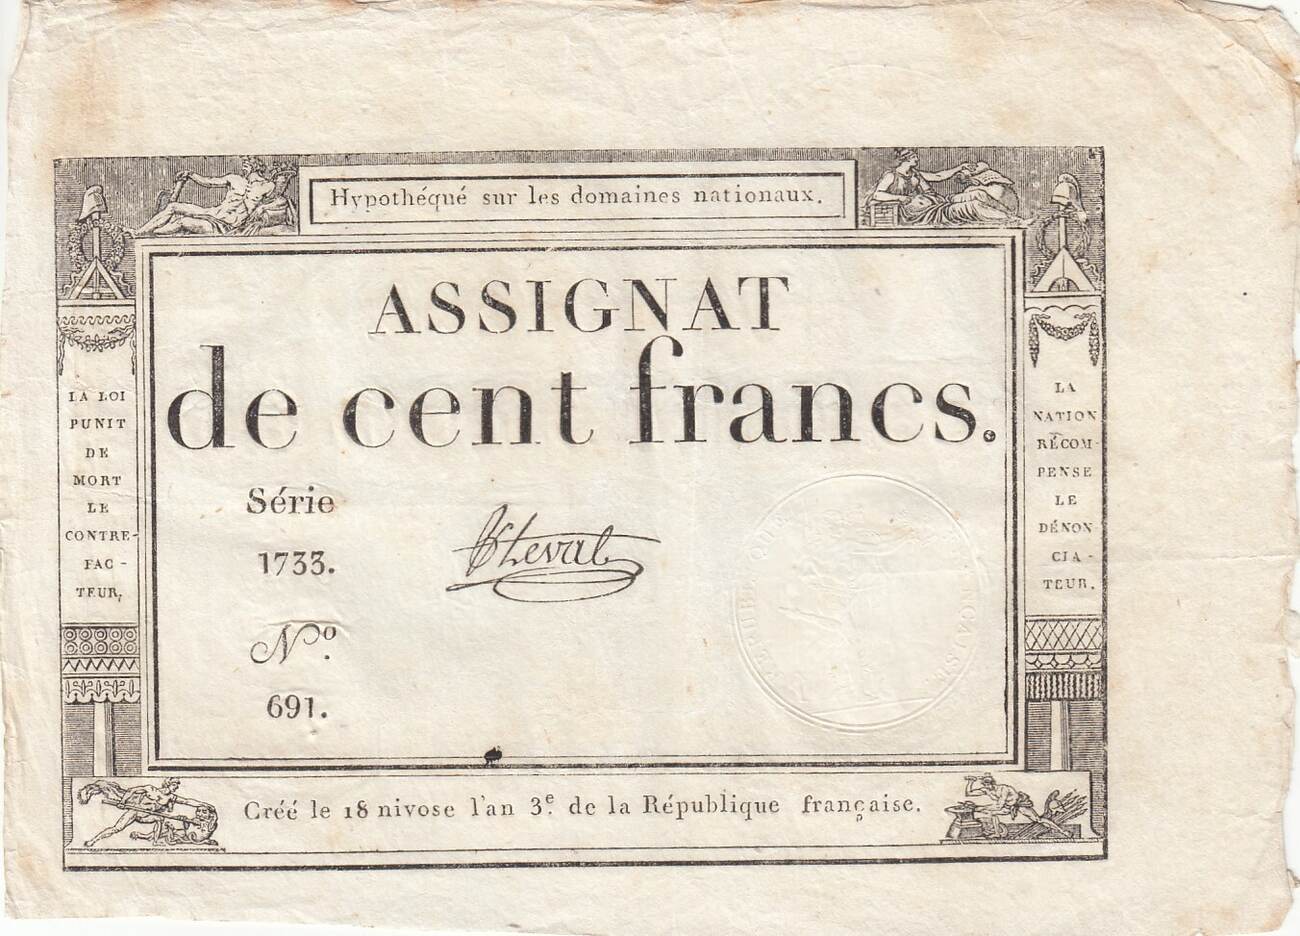 Hypothéqué sur les domaines nationaux.
ASSIGNAT
de cent francs.
Série
1733.
Nº.
691.
LA LOI
PUNIT
DE
MORT
LE
CONTRE-
FAC-
TEUR,
LA
NATION
RÉCOM-
PENSE
LE
DÉNON-
CIA-
TEUR.
Créé le 18 nivose l'an 3e. de la République française.